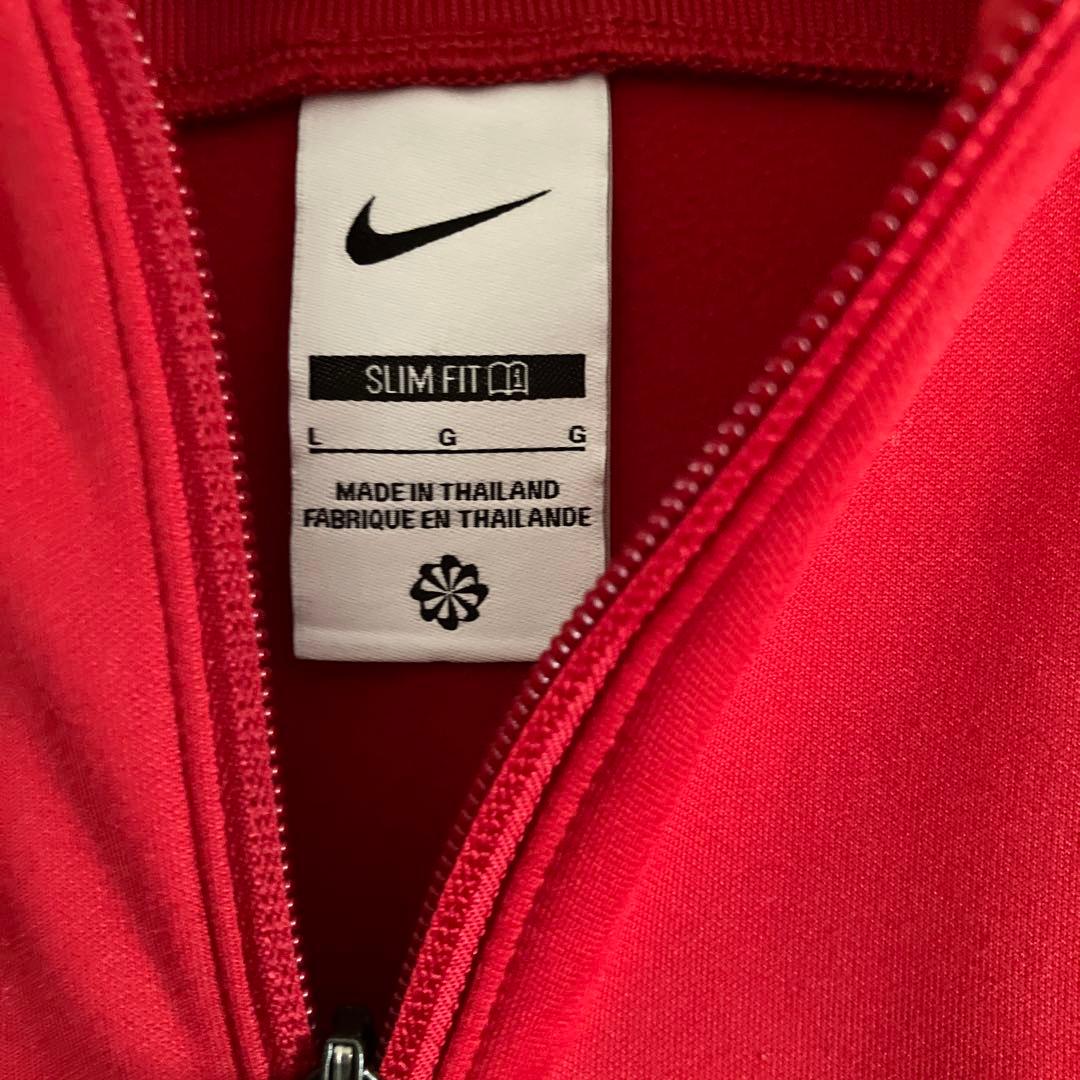 SLIM FIT
L G G
MADE IN THAILAND
FABRIQUE EN THAILANDE